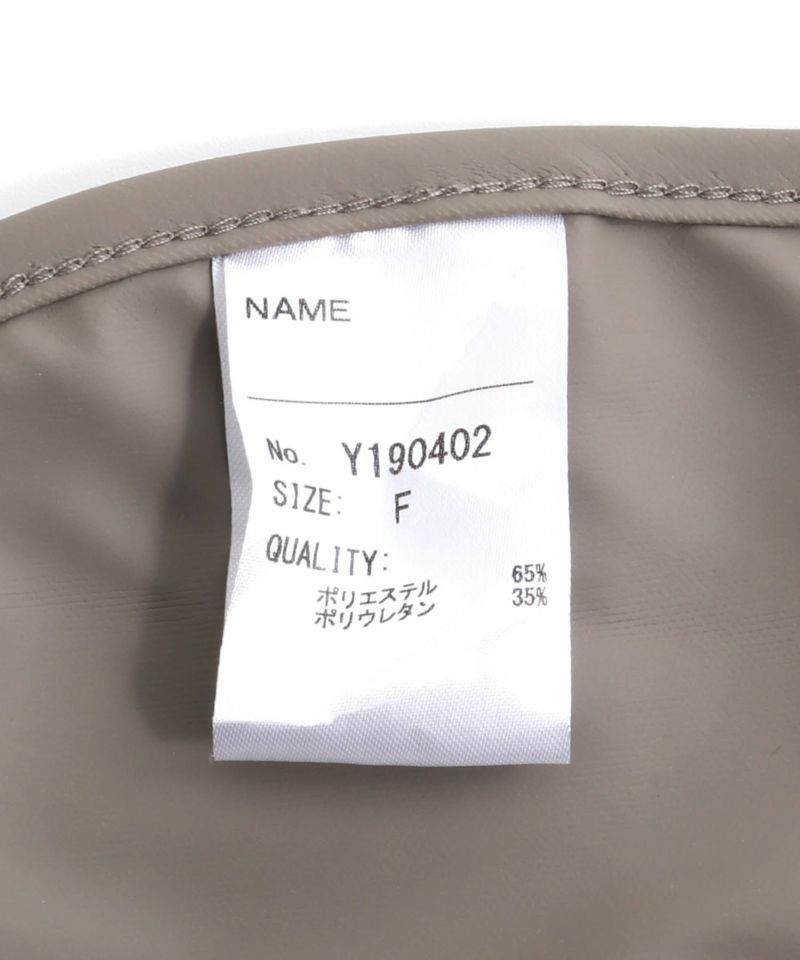 NAME
No. Y190402
SIZE: F
QUALITY:
ポリエステル 65%
ポリウレタン 35%